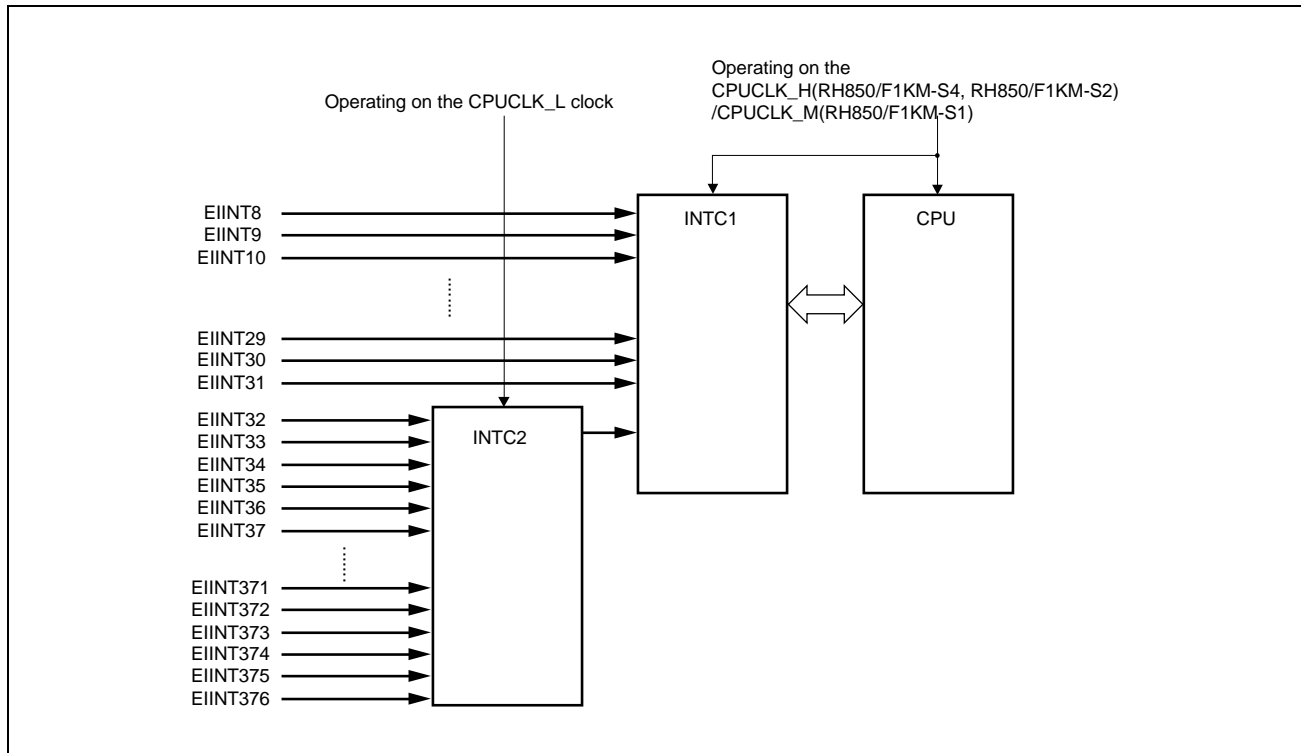 Operating on the
CPUCLK_H(RH850/F1KM-S4, RH850/F1KM-S2)
/CPUCLK_M(RH850/F1KM-S1)
Operating on the CPUCLK_L clock
EIINT8
EIINT9
EIINT10
INTC1
CPU
EIINT29
EIINT30
EIINT31
EIINT32
EIINT33
EIINT34
EIINT35
EIINT36
EIINT37
INTC2
EIINT371
EIINT372
EIINT373
EIINT374
EIINT375
EIINT376